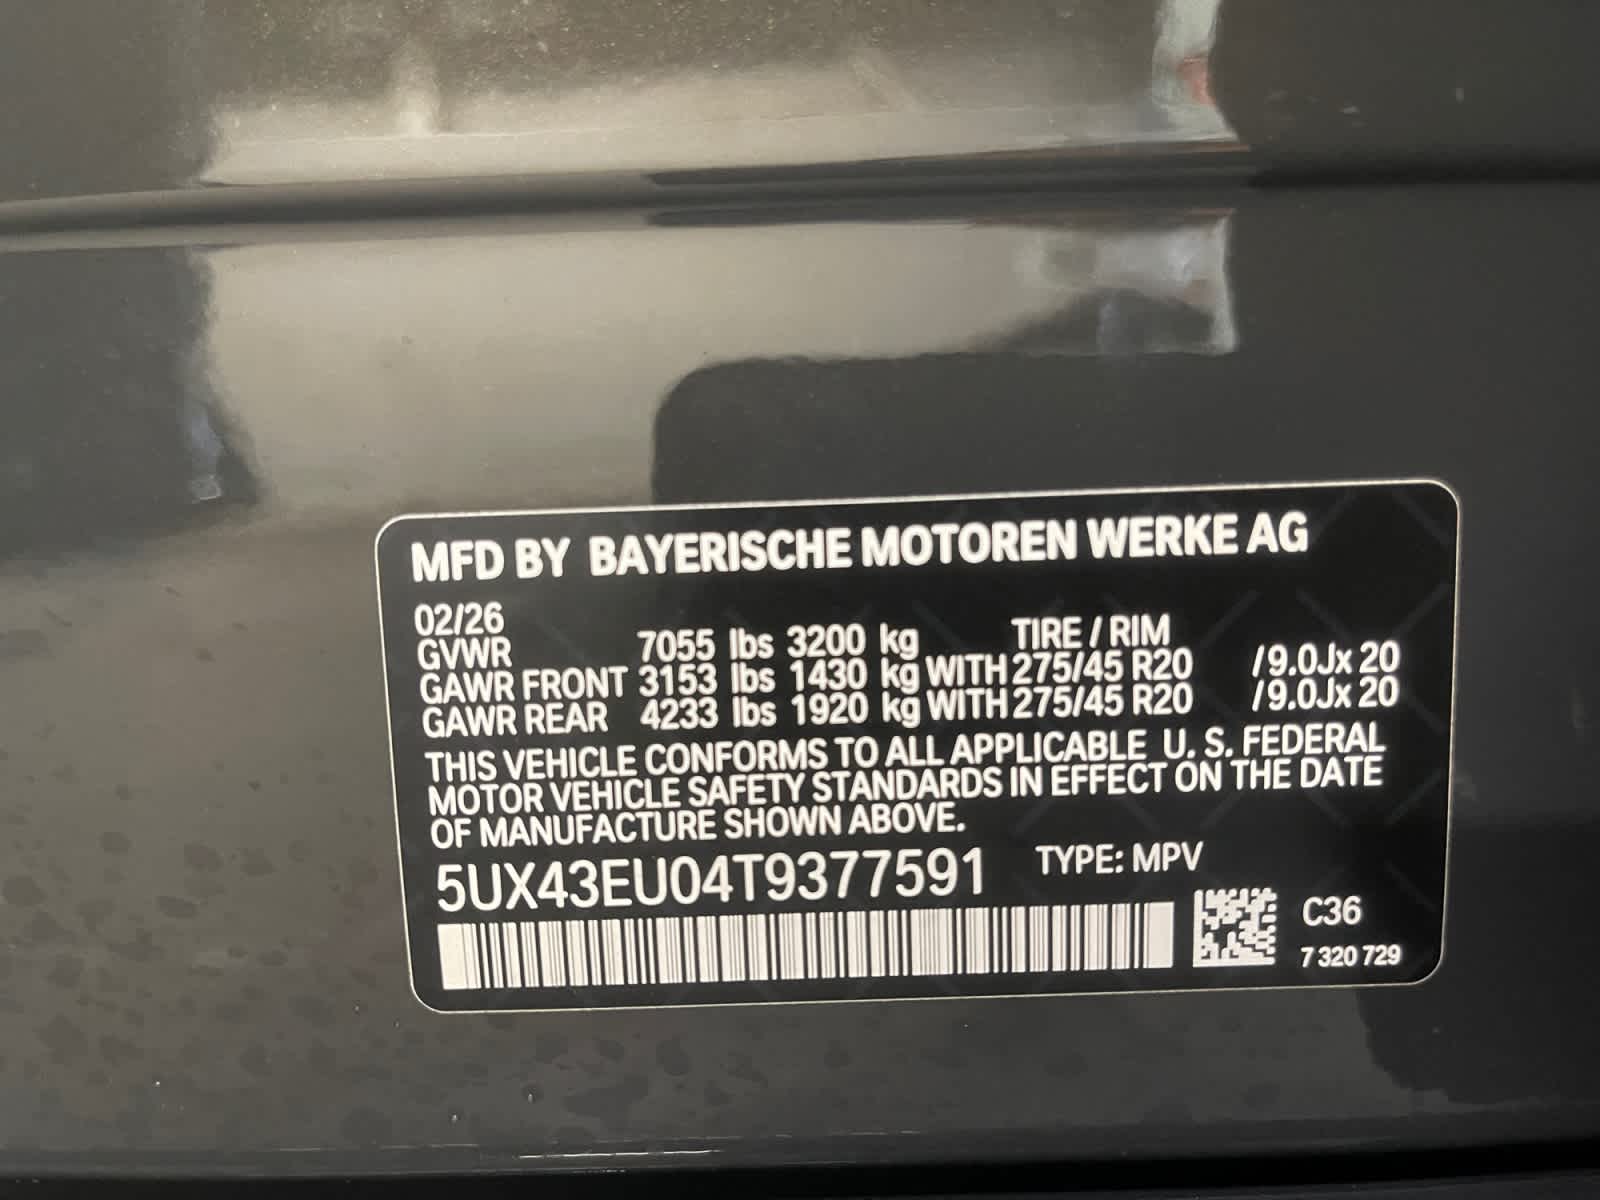 MFD BY BAYERISCHE MOTOREN WERKE AG
02/26
GVWR 7055 lbs 3200 kg TIRE / RIM
GAWR FRONT 3153 lbs 1430 kg WITH 275/45 R20 /9.0Jx 20
GAWR REAR 4233 lbs 1920 kg WITH 275/45 R20 /9.0Jx 20
THIS VEHICLE CONFORMS TO ALL APPLICABLE U. S. FEDERAL
MOTOR VEHICLE SAFETY STANDARDS IN EFFECT ON THE DATE
OF MANUFACTURE SHOWN ABOVE.
5UX43EU04T9377591 TYPE: MPV
C36
7 320 729